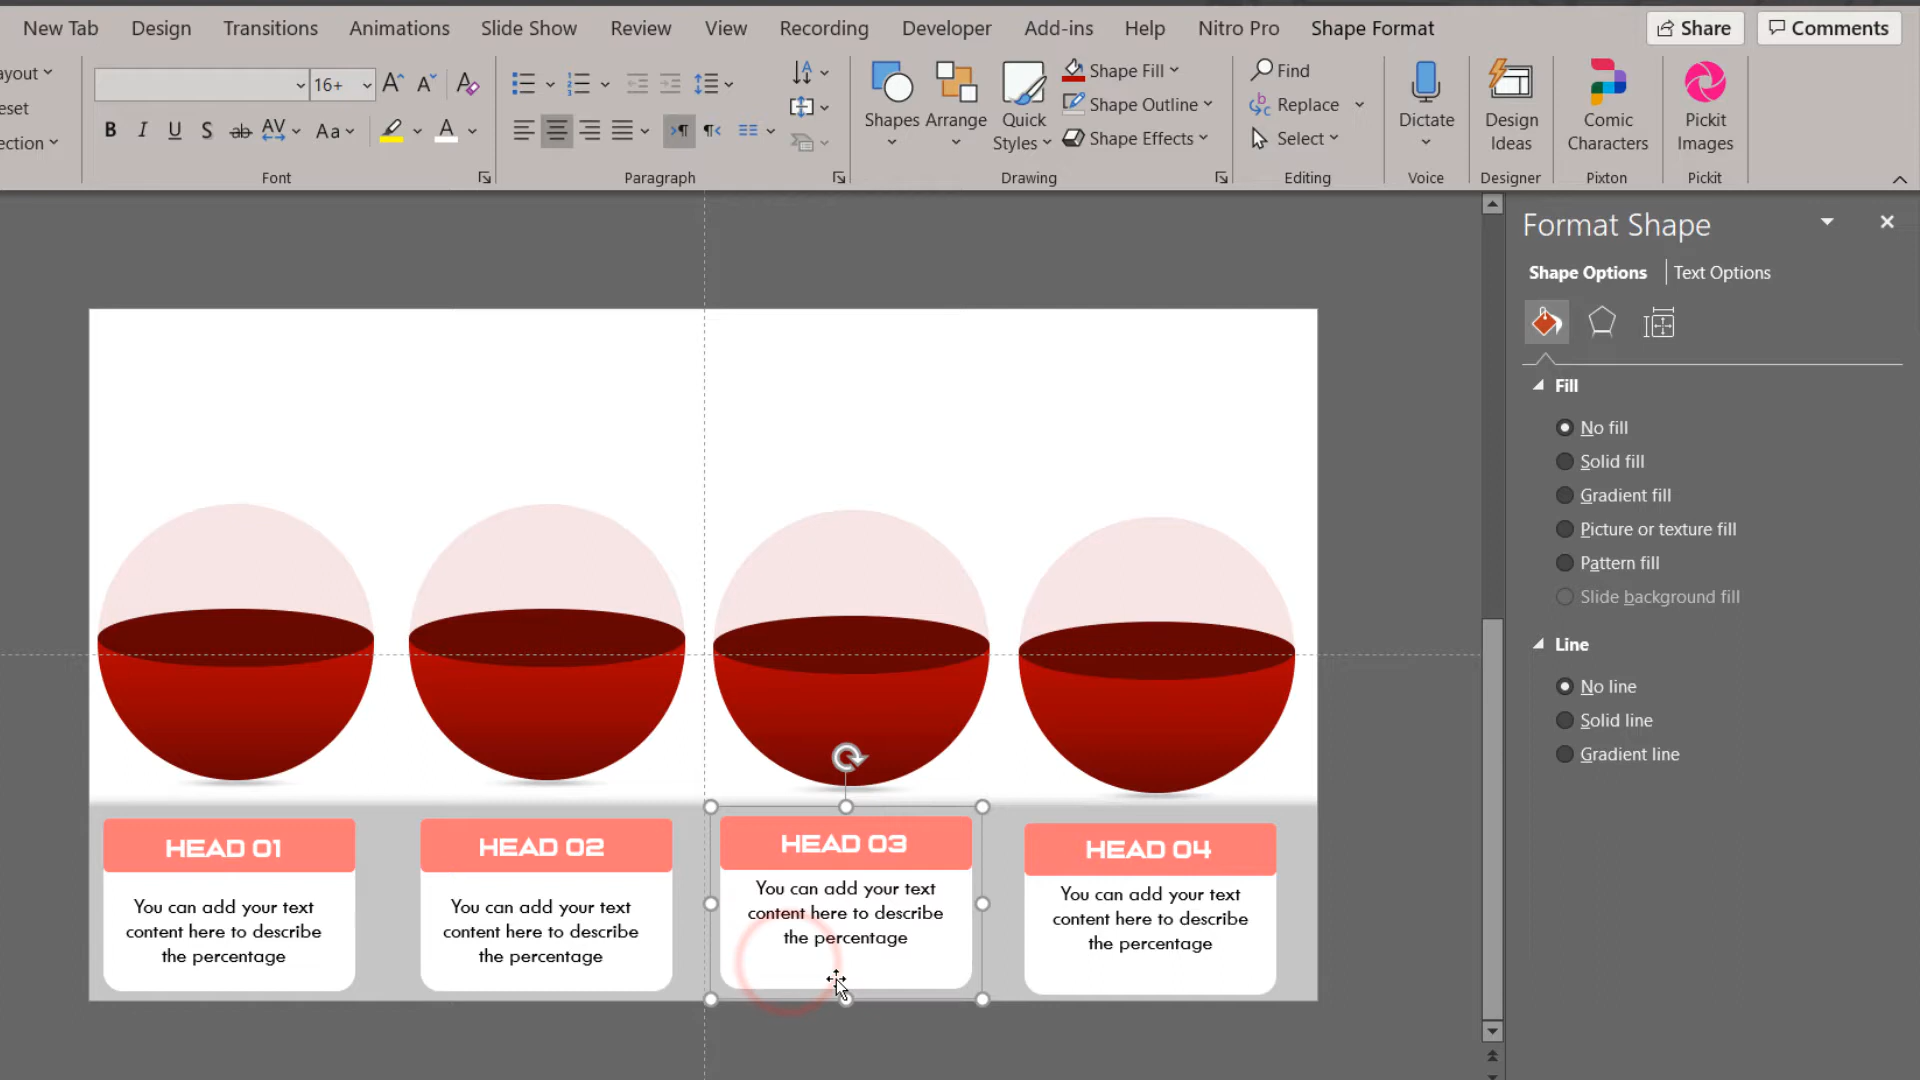 New Tab Design Transitions Animations Slide Show Review View Recording Developer Add-ins Help Nitro Pro Shape Format Share Comments
ayout
eset
ection
16+
A A A
B I U S ab AV Aa A
Font
Paragraph
Shapes
Arrange
Quick
Styles
Shape Fill
Shape Outline
Shape Effects
Drawing
Find
Replace
Select
Editing
Dictate
Voice
Design
Ideas
Designer
Comic
Characters
Pixton
Pickit
Images
Pickit
Format Shape
Shape Options Text Options
Fill
No fill
Solid fill
Gradient fill
Picture or texture fill
Pattern fill
Slide background fill
Line
No line
Solid line
Gradient line
HEAD 01
You can add your text
content here to describe
the percentage
HEAD 02
You can add your text
content here to describe
the percentage
HEAD 03
You can add your text
content here to describe
the percentage
HEAD 04
You can add your text
content here to describe
the percentage